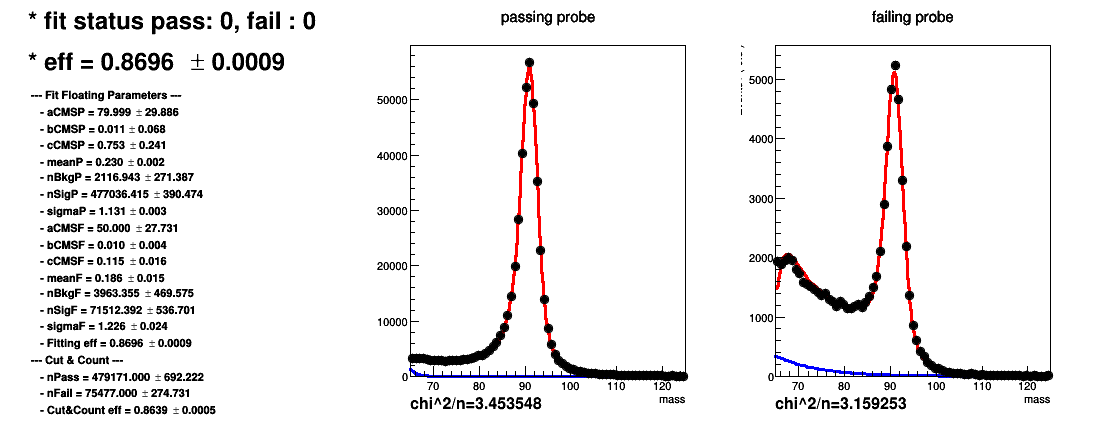 * fit status pass: 0, fail : 0
* eff = 0.8696 ± 0.0009
--- Fit Floating Parameters ---
- aCMSP = 79.999 ± 29.886
- bCMSP = 0.011 ± 0.068
- cCMSP = 0.753 ± 0.241
- meanP = 0.230 ± 0.002
- nBkgP = 2116.943 ± 271.387
- nSigP = 477036.415 ± 390.474
- sigmaP = 1.131 ± 0.003
- aCMSF = 50.000 ± 27.731
- bCMSF = 0.010 ± 0.004
- cCMSF = 0.115 ± 0.016
- meanF = 0.186 ± 0.015
- nBkgF = 3963.355 ± 469.575
- nSigF = 71512.392 ± 536.701
- sigmaF = 1.226 ± 0.024
- Fitting eff = 0.8696 ± 0.0009
--- Cut & Count ---
- nPass = 479171.000 ± 692.222
- nFail = 75477.000 ± 274.731
- Cut&Count eff = 0.8639 ± 0.0005
passing probe
50000
40000
30000
20000
10000
0
70 80 90 100 110 120
mass
chi^2/n=3.453548
failing probe
5000
4000
3000
2000
1000
0
70 80 90 100 110 120
mass
chi^2/n=3.159253